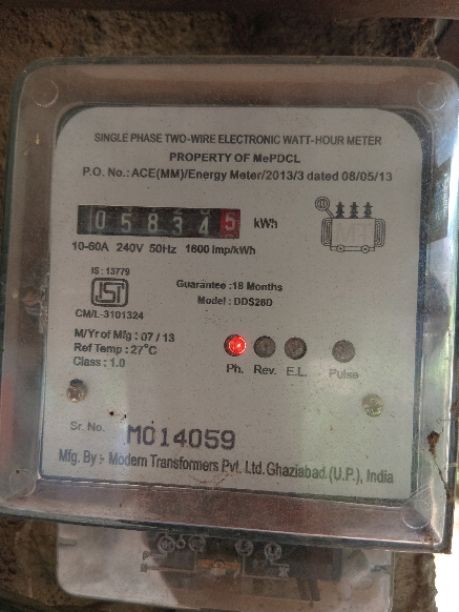 SINGLE PHASE TWO-WIRE ELECTRONIC WATT-HOUR METER
PROPERTY OF MePDCL
P.O. No.: ACE(MM)/Energy Meter/2013/3 dated 08/05/13
058345 kWh
10-60A 240V 50Hz 1600 Imp/kWh
IS : 13779
ISI
CM/L-3101324
Guarantee : 18 Months
Model : DDS28D
MTL
M/Yr of Mfg : 07 / 13
Ref Temp : 27°C
Class : 1.0
Ph. Rev. E.L. Pulse
Sr. No. M014059
Mfg. By :- Modern Transformers Pvt. Ltd. Ghaziabad.(U.P.), India